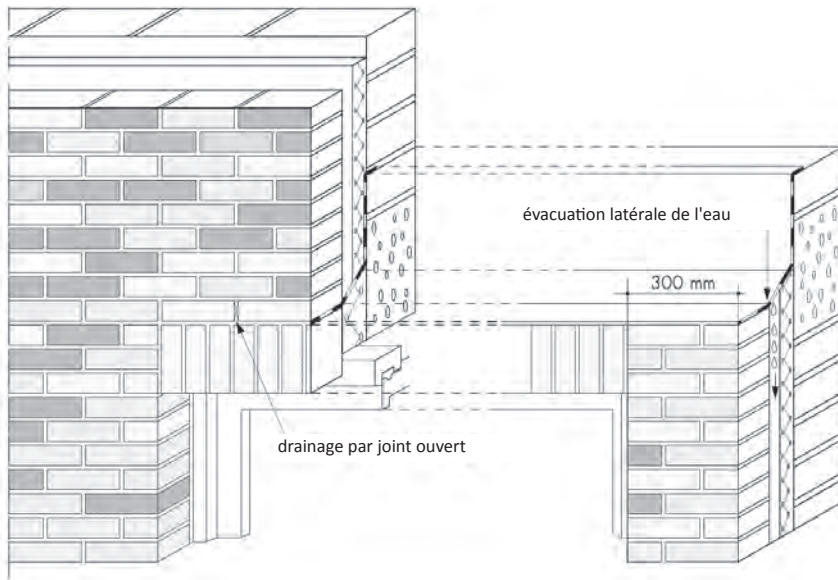 évacuation latérale de l'eau
300 mm
drainage par joint ouvert